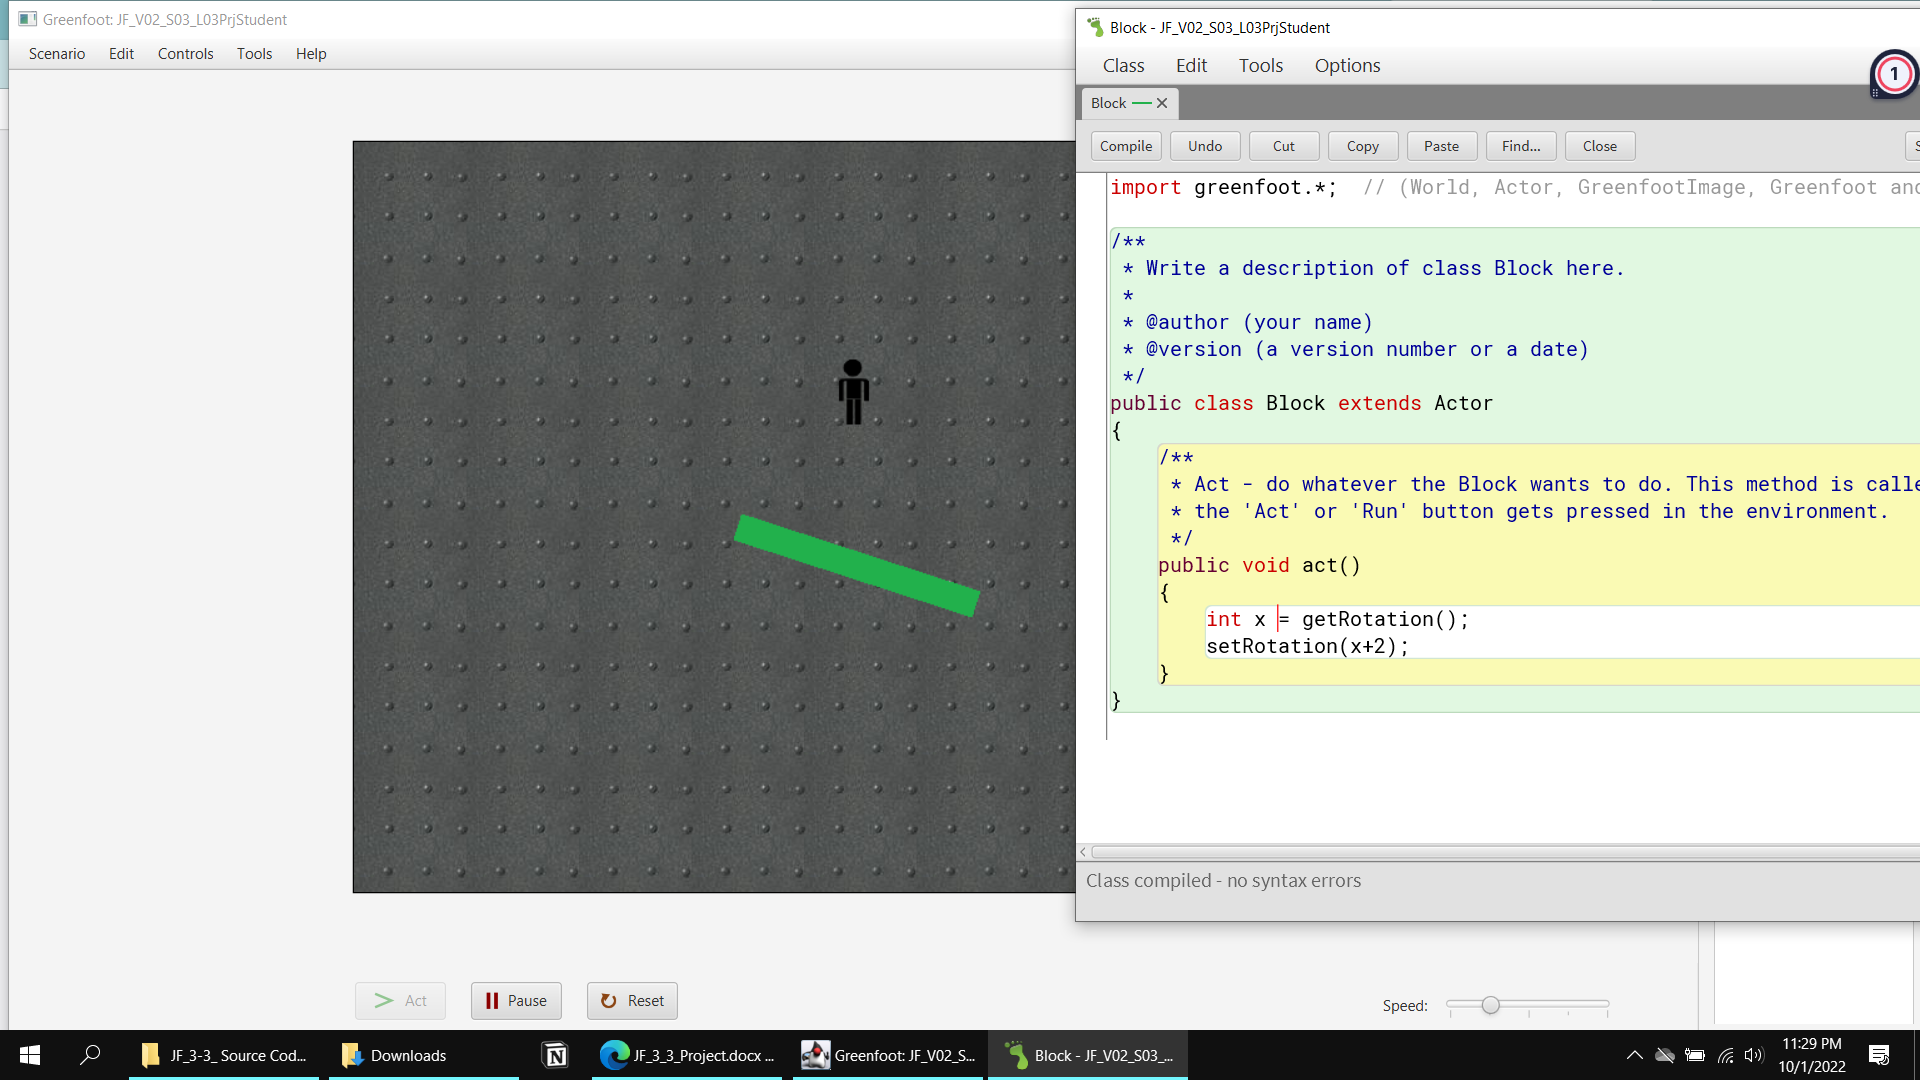 Greenfoot: JF_V02_S03_L03PrjStudent
Scenario Edit Controls Tools Help
Block - JF_V02_S03_L03PrjStudent
Class Edit Tools Options
1
Block
Compile Undo Cut Copy Paste Find... Close
import greenfoot.*;  // (World, Actor, GreenfootImage, Greenfoot and
/**
 * Write a description of class Block here.
 *
 * @author (your name)
 * @version (a version number or a date)
 */
public class Block extends Actor
{
/**
 * Act - do whatever the Block wants to do. This method is calle
 * the 'Act' or 'Run' button gets pressed in the environment.
 */
public void act()
{
int x = getRotation();
setRotation(x+2);
}
}
Class compiled - no syntax errors
Act Pause Reset Speed:
JF_3-3_ Source Cod... Downloads JF_3_3_Project.docx ... Greenfoot: JF_V02_S... Block - JF_V02_S03_...
11:29 PM
10/1/2022